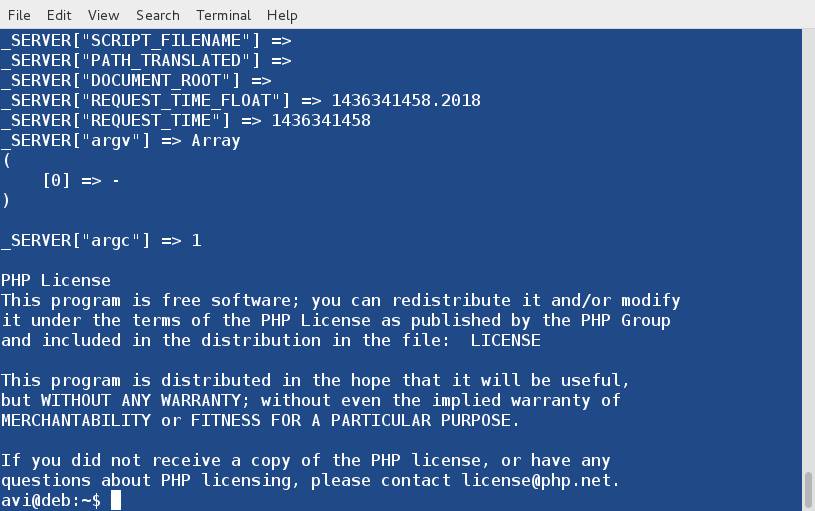 File Edit View Search Terminal Help
_SERVER["SCRIPT_FILENAME"] =>
_SERVER["PATH_TRANSLATED"] =>
_SERVER["DOCUMENT_ROOT"] =>
_SERVER["REQUEST_TIME_FLOAT"] => 1436341458.2018
_SERVER["REQUEST_TIME"] => 1436341458
_SERVER["argv"] => Array
(
    [0] => -
)
_SERVER["argc"] => 1
PHP License
This program is free software; you can redistribute it and/or modify
it under the terms of the PHP License as published by the PHP Group
and included in the distribution in the file:  LICENSE
This program is distributed in the hope that it will be useful,
but WITHOUT ANY WARRANTY; without even the implied warranty of
MERCHANTABILITY or FITNESS FOR A PARTICULAR PURPOSE.
If you did not receive a copy of the PHP license, or have any
questions about PHP licensing, please contact license@php.net.
avi@deb:~$